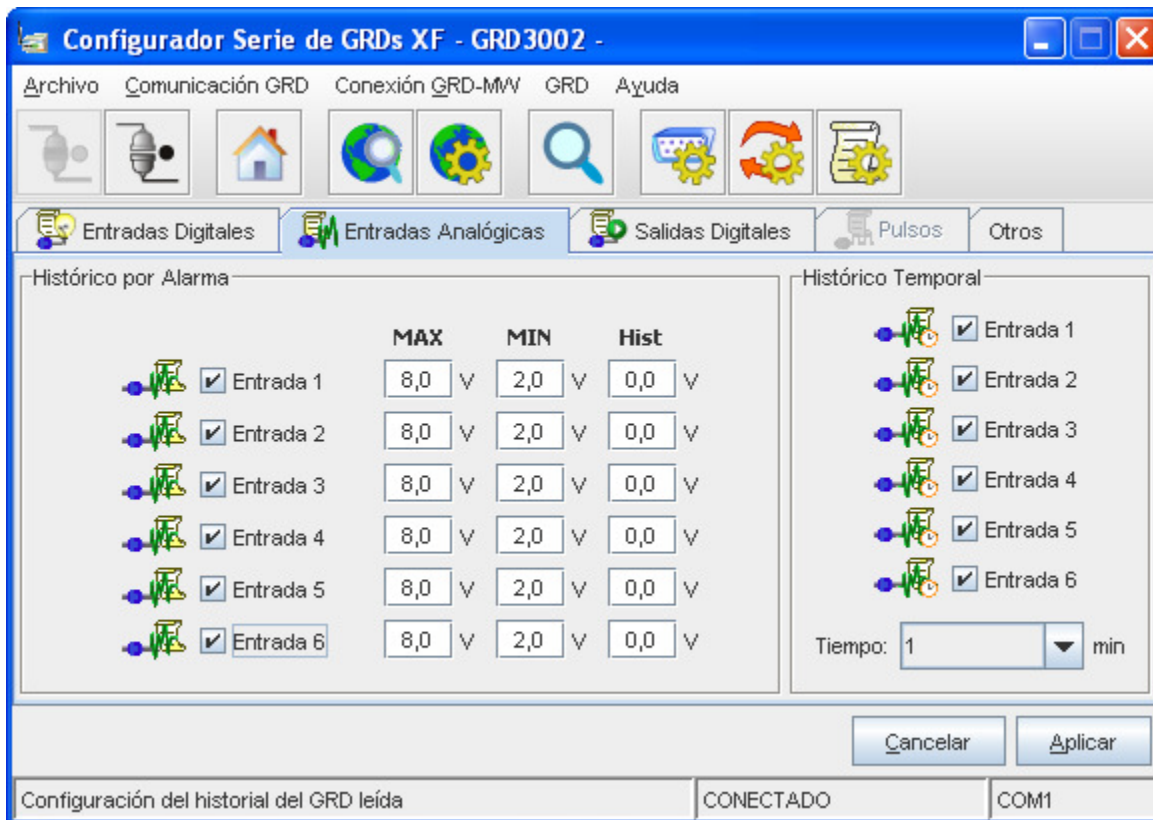 Configurador Serie de GRDs XF - GRD3002 -
Archivo Comunicación GRD Conexión GRD-MW GRD Ayuda
Entradas Digitales Entradas Analógicas Salidas Digitales Pulsos Otros
Histórico por Alarma
MAX MIN Hist
Entrada 1 8,0 V 2,0 V 0,0 V
Entrada 2 8,0 V 2,0 V 0,0 V
Entrada 3 8,0 V 2,0 V 0,0 V
Entrada 4 8,0 V 2,0 V 0,0 V
Entrada 5 8,0 V 2,0 V 0,0 V
Entrada 6 8,0 V 2,0 V 0,0 V
Histórico Temporal
Entrada 1
Entrada 2
Entrada 3
Entrada 4
Entrada 5
Entrada 6
Tiempo: 1 min
Cancelar Aplicar
Configuración del historial del GRD leída CONECTADO COM1